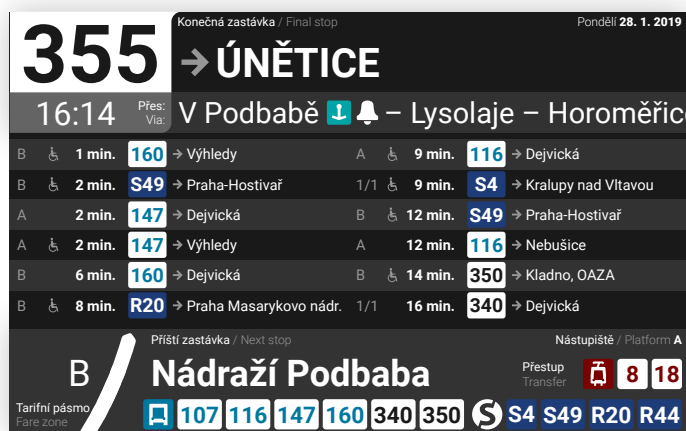 355
Konečná zastávka / Final stop
Pondělí 28. 1. 2019
→ ÚNĚTICE
16:14
Přes:
Via:
V Podbabě – Lysolaje – Horoměřice
B 1 min. 160 → Výhledy
B 2 min. S49 → Praha-Hostivař
A 2 min. 147 → Dejvická
A 2 min. 147 → Výhledy
B 6 min. 160 → Dejvická
B 8 min. R20 → Praha Masarykovo nádr.
A 9 min. 116 → Dejvická
1/1 9 min. S4 → Kralupy nad Vltavou
B 12 min. S49 → Praha-Hostivař
A 12 min. 116 → Nebušice
B 14 min. 350 → Kladno, OAZA
1/1 16 min. 340 → Dejvická
B
Tarifní pásmo
Fare zone
Příští zastávka / Next stop
Nástupiště / Platform A
Nádraží Podbaba
Přestup
Transfer
8 18
107 116 147 160 340 350 S S4 S49 R20 R44